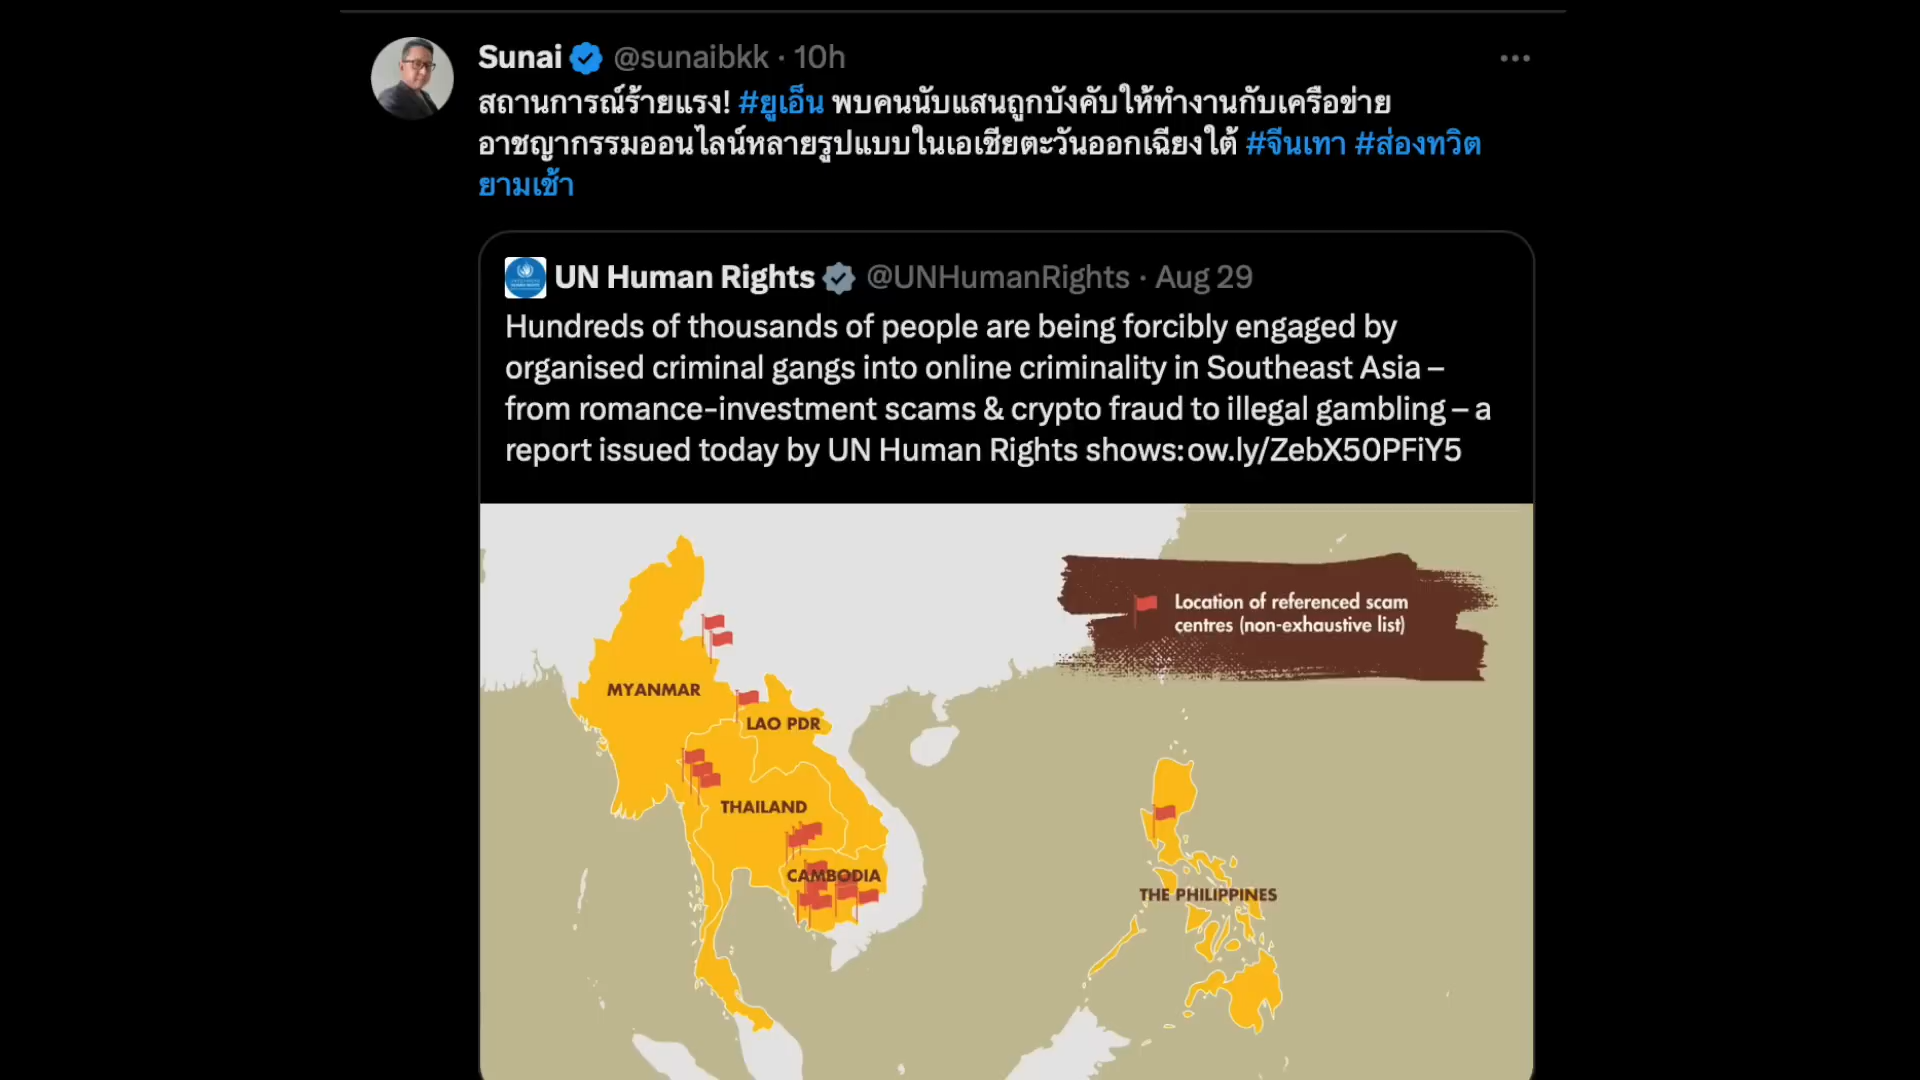 Sunai @sunaibkk · 10h
สถานการณ์ร้ายแรง! #ยูเอ็น พบคนนับแสนถูกบังคับให้ทำงานกับเครือข่าย
อาชญากรรมออนไลน์หลายรูปแบบในเอเชียตะวันออกเฉียงใต้ #จีนเทา #ส่องทวิต
ยามเช้า
UN Human Rights @UNHumanRights · Aug 29
Hundreds of thousands of people are being forcibly engaged by
organised criminal gangs into online criminality in Southeast Asia –
from romance-investment scams & crypto fraud to illegal gambling – a
report issued today by UN Human Rights shows:ow.ly/ZebX50PFiY5
Location of referenced scam
centres (non-exhaustive list)
MYANMAR
LAO PDR
THAILAND
CAMBODIA
THE PHILIPPINES